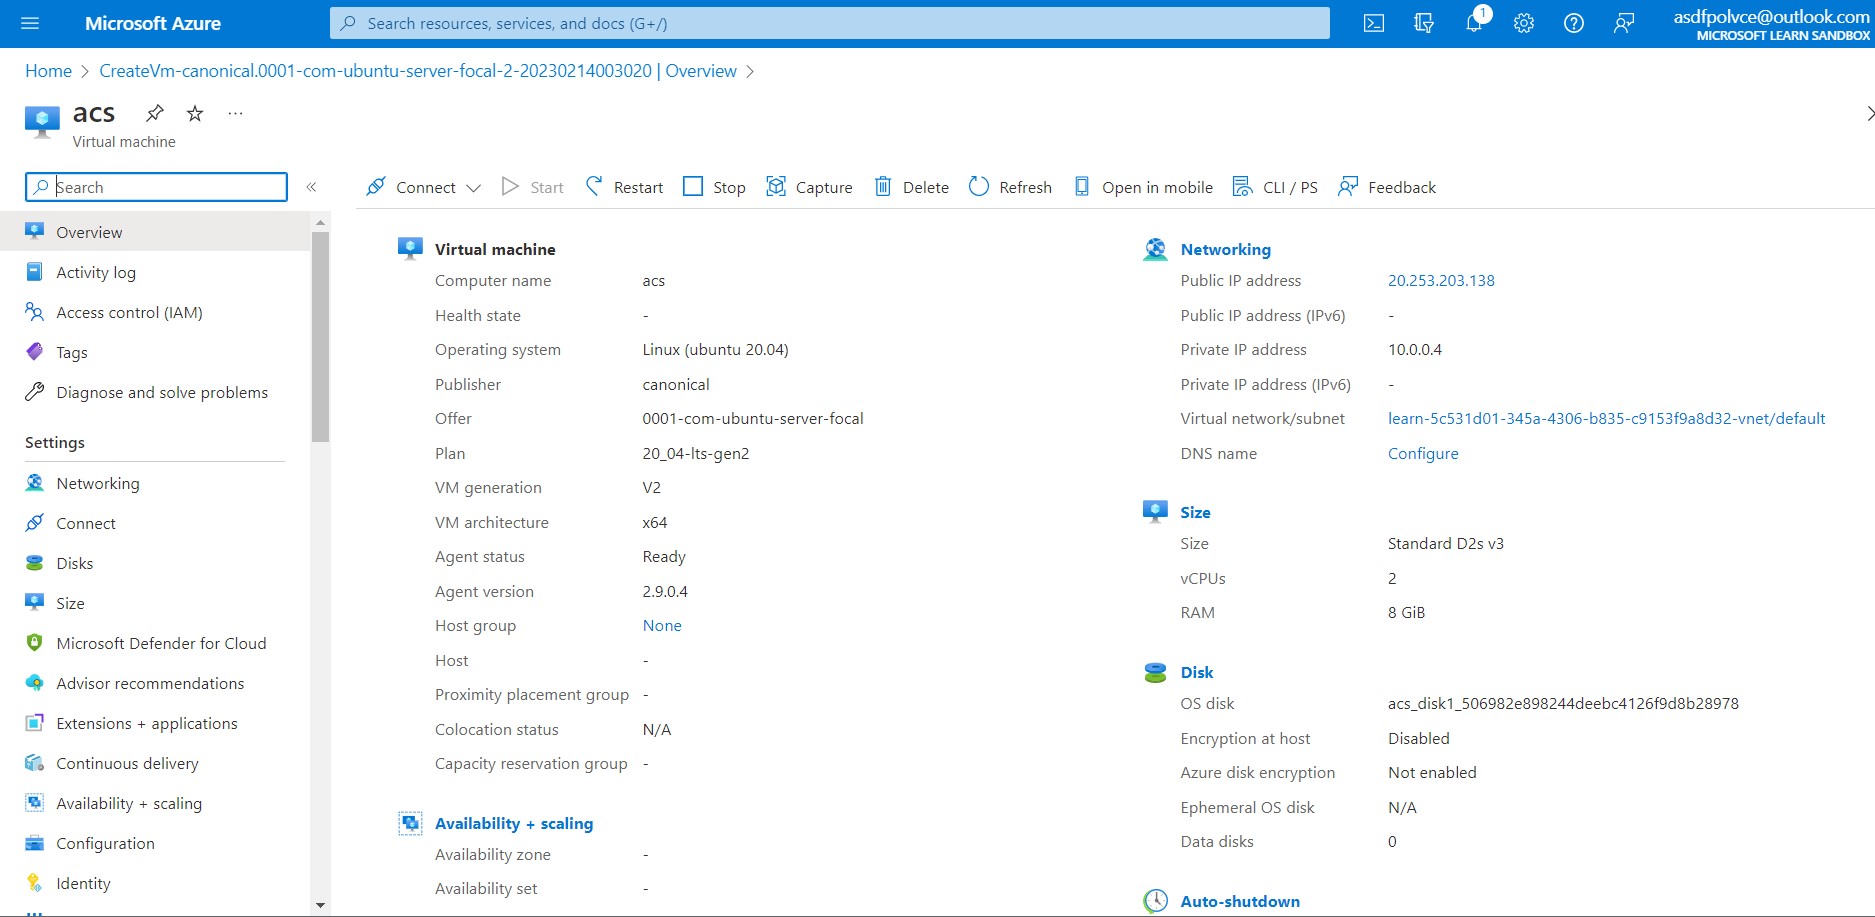 Microsoft Azure
Search resources, services, and docs (G+/)
1
asdfpolvce@outlook.com
MICROSOFT LEARN SANDBOX
Home > CreateVm-canonical.0001-com-ubuntu-server-focal-2-20230214003020 | Overview >
acs
...
Virtual machine
Search
«
Connect
Start
Restart
Stop
Capture
Delete
Refresh
Open in mobile
CLI / PS
Feedback
Overview
Activity log
Access control (IAM)
Tags
Diagnose and solve problems
Settings
Networking
Connect
Disks
Size
Microsoft Defender for Cloud
Advisor recommendations
Extensions + applications
Continuous delivery
Availability + scaling
Configuration
Identity
Virtual machine
Computer name acs
Health state -
Operating system Linux (ubuntu 20.04)
Publisher canonical
Offer 0001-com-ubuntu-server-focal
Plan 20_04-lts-gen2
VM generation V2
VM architecture x64
Agent status Ready
Agent version 2.9.0.4
Host group None
Host -
Proximity placement group -
Colocation status N/A
Capacity reservation group -
Availability + scaling
Availability zone -
Availability set -
Networking
Public IP address 20.253.203.138
Public IP address (IPv6) -
Private IP address 10.0.0.4
Private IP address (IPv6) -
Virtual network/subnet learn-5c531d01-345a-4306-b835-c9153f9a8d32-vnet/default
DNS name Configure
Size
Size Standard D2s v3
vCPUs 2
RAM 8 GiB
Disk
OS disk acs_disk1_506982e898244deebc4126f9d8b28978
Encryption at host Disabled
Azure disk encryption Not enabled
Ephemeral OS disk N/A
Data disks 0
Auto-shutdown